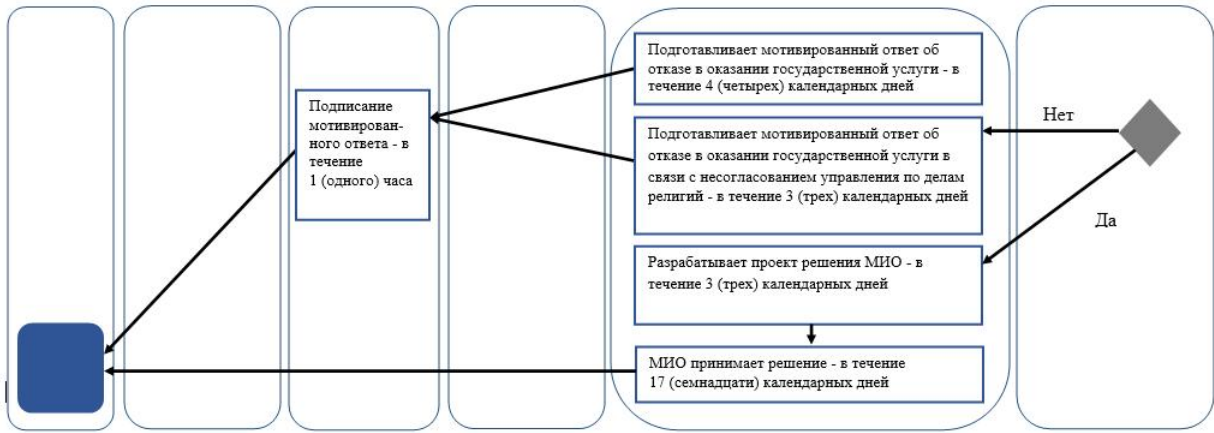 Подготавливает мотивированный ответ об
отказе в оказании государственной услуги - в
течение 4 (четырех) календарных дней
Подписание
мотивирован-
ного ответа - в
течение
1 (одного) часа
Нет
Подготавливает мотивированный ответ об
отказе в оказании государственной услуги в
связи с несогласованием управления по делам
религий - в течение 3 (трех) календарных дней
Да
Разрабатывает проект решения МИО - в
течение 3 (трех) календарных дней
МИО принимает решение - в течение
17 (семнадцати) календарных дней